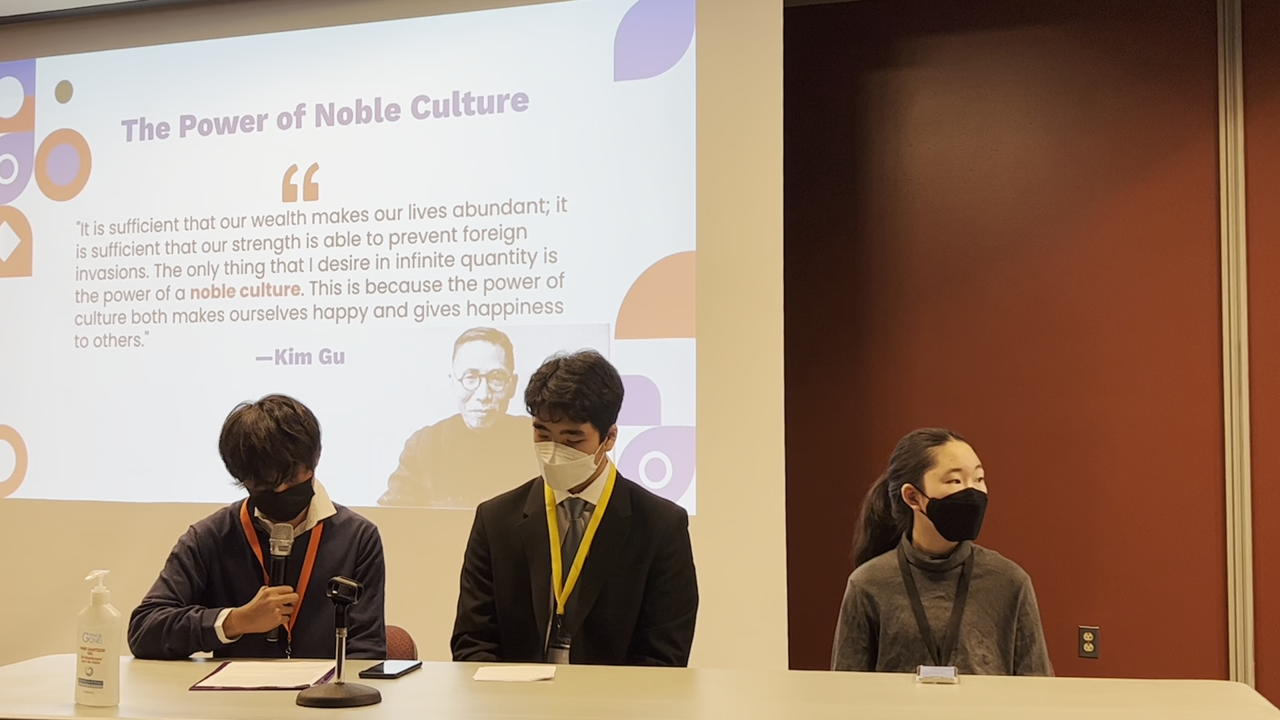 The Power of Noble Culture
"It is sufficient that our wealth makes our lives abundant; it
is sufficient that our strength is able to prevent foreign
invasions. The only thing that I desire in infinite quantity is
the power of a noble culture. This is because the power of
culture both makes ourselves happy and gives happiness
to others."
—Kim Gu